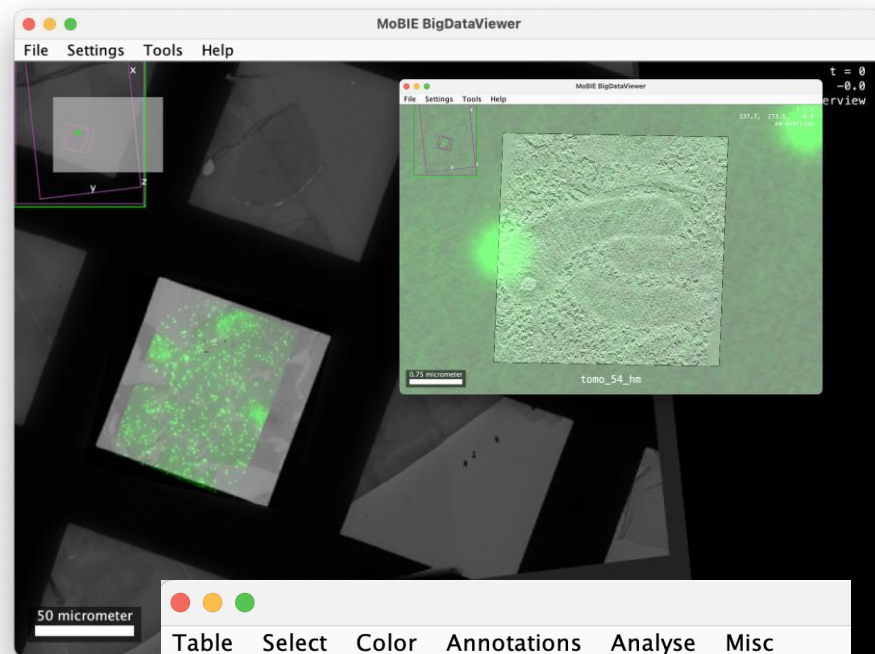 MoBIE BigDataViewer
File Settings Tools Help
t = 0
-0.0
erview
x
y
z
MoBIE BigDataViewer
File Settings Tools Help
0.75 micrometer
tomo_54_hm
50 micrometer
Table Select Color Annotations Analyse Misc